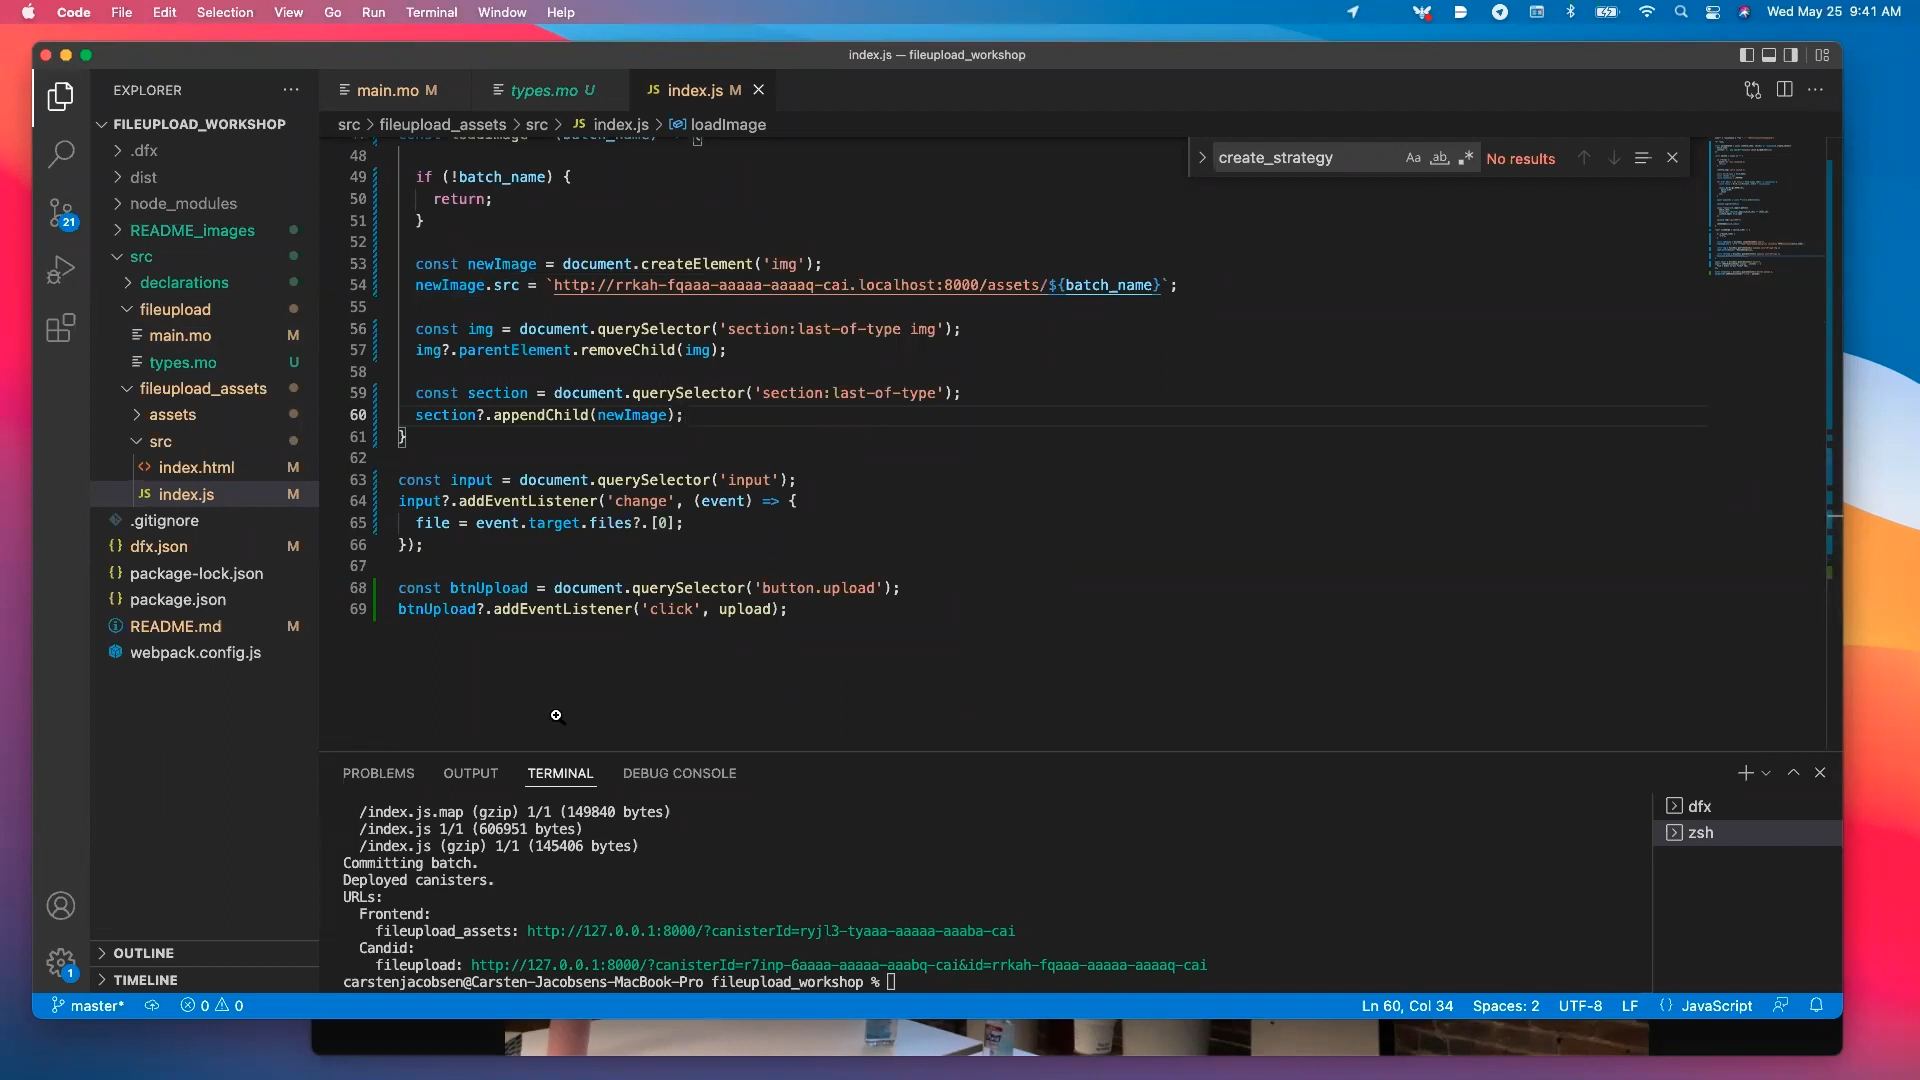 Code File Edit Selection View Go Run Terminal Window Help
Wed May 25 9:41 AM
index.js — fileupload_workshop
EXPLORER
FILEUPLOAD_WORKSHOP
.dfx
dist
node_modules
README_images
src
declarations
fileupload
main.mo M
types.mo U
fileupload_assets
assets
src
index.html M
index.js M
.gitignore
dfx.json M
package-lock.json
package.json
README.md M
webpack.config.js
OUTLINE
TIMELINE
21
1
main.mo M
types.mo U
JS index.js M
src > fileupload_assets > src > JS index.js > loadImage
create_strategy Aa ab No results
48
49 if (!batch_name) {
50 return;
51 }
52
53 const newImage = document.createElement('img');
54 newImage.src = `http://rrkah-fqaaa-aaaaa-aaaaq-cai.localhost:8000/assets/${batch_name}`;
55
56 const img = document.querySelector('section:last-of-type img');
57 img?.parentElement.removeChild(img);
58
59 const section = document.querySelector('section:last-of-type');
60 section?.appendChild(newImage);
61 }
62
63 const input = document.querySelector('input');
64 input?.addEventListener('change', (event) => {
65 file = event.target.files?.[0];
66 });
67
68 const btnUpload = document.querySelector('button.upload');
69 btnUpload?.addEventListener('click', upload);
PROBLEMS OUTPUT TERMINAL DEBUG CONSOLE
/index.js.map (gzip) 1/1 (149840 bytes)
/index.js 1/1 (606951 bytes)
/index.js (gzip) 1/1 (145406 bytes)
Committing batch.
Deployed canisters.
URLs:
Frontend:
fileupload_assets: http://127.0.0.1:8000/?canisterId=ryjl3-tyaaa-aaaaa-aaaba-cai
Candid:
fileupload: http://127.0.0.1:8000/?canisterId=r7inp-6aaaa-aaaaa-aaabq-cai&id=rrkah-fqaaa-aaaaa-aaaaq-cai
carstenjacobsen@Carsten-Jacobsens-MacBook-Pro fileupload_workshop %
dfx
zsh
master* 0 0
Ln 60, Col 34 Spaces: 2 UTF-8 LF {} JavaScript